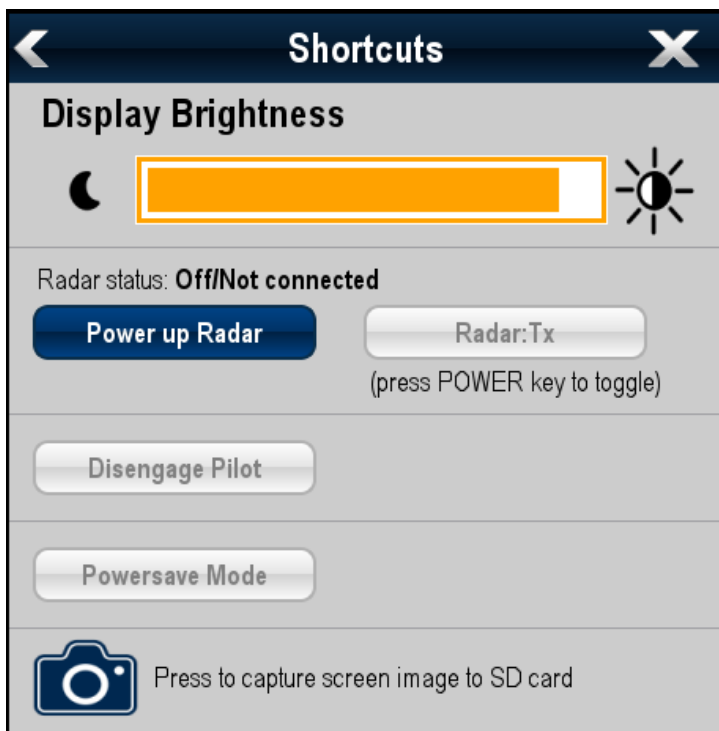 Shortcuts
Display Brightness
Radar status: Off/Not connected
Power up Radar
Radar:Tx
(press POWER key to toggle)
Disengage Pilot
Powersave Mode
Press to capture screen image to SD card